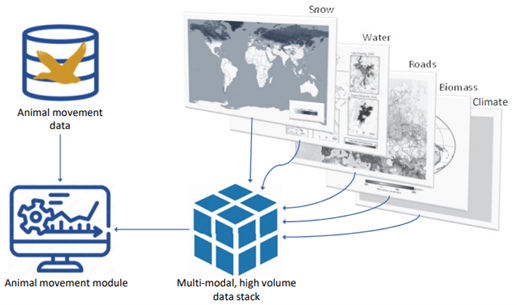 Snow
Water
Roads
Biomass
Climate
Animal movement
data
Animal movement module
Multi-modal, high volume
data stack